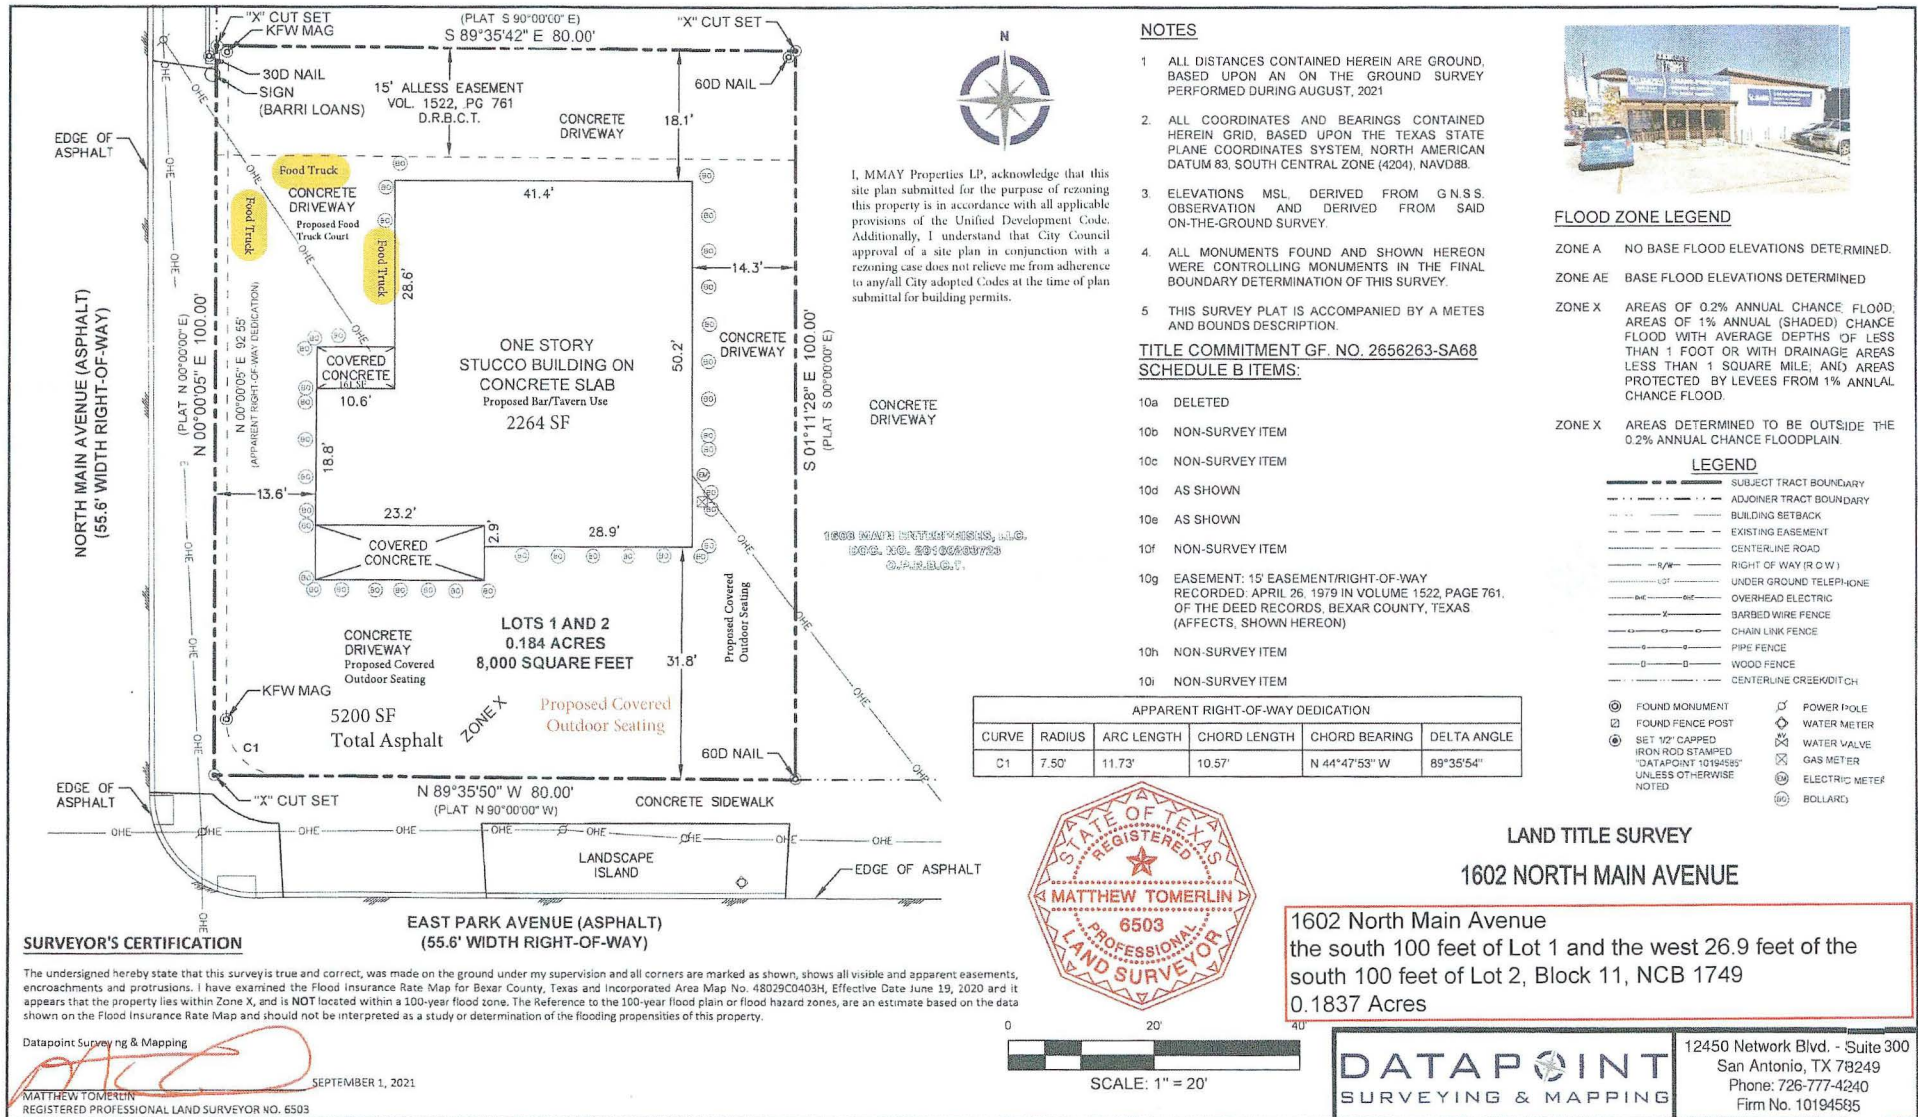 "X" CUT SET
KFW MAG
(PLAT S 90°00'00" E)
S 89°35'42" E 80.00'
"X" CUT SET
30D NAIL
SIGN
(BARRI LOANS)
15' ALLESS EASEMENT
VOL. 1522, PG 761
D.R.B.C.T.
CONCRETE
DRIVEWAY
18.1'
60D NAIL
EDGE OF
ASPHALT
OHE
OHE
OHE
OHE
OHE
OHE
OHE
OHE
Food Truck
Food Truck
Food Truck
CONCRETE
DRIVEWAY
Proposed Food
Truck Court
41.4'
28.6'
14.3'
NORTH MAIN AVENUE (ASPHALT)
(55.6' WIDTH RIGHT-OF-WAY)
(PLAT N 00°00'00" E)
N 00°00'05" E 100.00'
N 00°00'05" E 92.55'
(APPARENT RIGHT-OF-WAY DEDICATION)
COVERED
CONCRETE
161 SF
10.6'
ONE STORY
STUCCO BUILDING ON
CONCRETE SLAB
Proposed Bar/Tavern Use
2264 SF
50.2'
CONCRETE
DRIVEWAY
S 01°11'28" E 100.00'
(PLAT S 00°00'00" E)
CONCRETE
DRIVEWAY
18.8'
13.6'
23.2'
2.9'
28.9'
COVERED
CONCRETE
1603 MAIN ENTERPRISES, LLC.
O.P.R.B.C.T.
LOTS 1 AND 2
0.184 ACRES
8,000 SQUARE FEET
31.8'
Proposed Covered
Outdoor Seating
CONCRETE
DRIVEWAY
Proposed Covered
Outdoor Seating
KFW MAG
5200 SF
Total Asphalt
ZONE X
Proposed Covered
Outdoor Seating
C1
60D NAIL
OHE
OHE
OHE
EDGE OF
ASPHALT
"X" CUT SET
N 89°35'50" W 80.00'
(PLAT N 90°00'00" W)
CONCRETE SIDEWALK
OHE OHE OHE OHE OHE OHE OHE OHE OHE
LANDSCAPE
ISLAND
EDGE OF ASPHALT
OHE
EAST PARK AVENUE (ASPHALT)
(55.6' WIDTH RIGHT-OF-WAY)
N
I, MMAY Properties LP, acknowledge that this
site plan submitted for the purpose of rezoning
this property is in accordance with all applicable
provisions of the Unified Development Code.
Additionally, I understand that City Council
approval of a site plan in conjunction with a
rezoning case does not relieve me from adherence
to any/all City adopted Codes at the time of plan
submittal for building permits.
NOTES
1 ALL DISTANCES CONTAINED HEREIN ARE GROUND,
BASED UPON AN ON THE GROUND SURVEY
PERFORMED DURING AUGUST, 2021
2. ALL COORDINATES AND BEARINGS CONTAINED
HEREIN GRID, BASED UPON THE TEXAS STATE
PLANE COORDINATES SYSTEM, NORTH AMERICAN
DATUM 83, SOUTH CENTRAL ZONE (4204), NAVD88.
3. ELEVATIONS MSL, DERIVED FROM G.N.S.S.
OBSERVATION AND DERIVED FROM SAID
ON-THE-GROUND SURVEY.
4. ALL MONUMENTS FOUND AND SHOWN HEREON
WERE CONTROLLING MONUMENTS IN THE FINAL
BOUNDARY DETERMINATION OF THIS SURVEY.
5 THIS SURVEY PLAT IS ACCOMPANIED BY A METES
AND BOUNDS DESCRIPTION.
TITLE COMMITMENT GF. NO. 2656263-SA68
SCHEDULE B ITEMS:
10a DELETED
10b NON-SURVEY ITEM
10c NON-SURVEY ITEM
10d AS SHOWN
10e AS SHOWN
10f NON-SURVEY ITEM
10g EASEMENT: 15' EASEMENT/RIGHT-OF-WAY
RECORDED: APRIL 26, 1979 IN VOLUME 1522, PAGE 761,
OF THE DEED RECORDS, BEXAR COUNTY, TEXAS
(AFFECTS, SHOWN HEREON)
10h NON-SURVEY ITEM
10i NON-SURVEY ITEM
APPARENT RIGHT-OF-WAY DEDICATION
CURVE RADIUS ARC LENGTH CHORD LENGTH CHORD BEARING DELTA ANGLE
C1 7.50' 11.73' 10.57' N 44°47'53" W 89°35'54"
FLOOD ZONE LEGEND
ZONE A NO BASE FLOOD ELEVATIONS DETERMINED.
ZONE AE BASE FLOOD ELEVATIONS DETERMINED
ZONE X AREAS OF 0.2% ANNUAL CHANCE FLOOD;
AREAS OF 1% ANNUAL (SHADED) CHANCE
FLOOD WITH AVERAGE DEPTHS OF LESS
THAN 1 FOOT OR WITH DRAINAGE AREAS
LESS THAN 1 SQUARE MILE; AND AREAS
PROTECTED BY LEVEES FROM 1% ANNUAL
CHANCE FLOOD.
ZONE X AREAS DETERMINED TO BE OUTSIDE THE
0.2% ANNUAL CHANCE FLOODPLAIN.
LEGEND
SUBJECT TRACT BOUNDARY
ADJOINER TRACT BOUNDARY
BUILDING SETBACK
EXISTING EASEMENT
CENTERLINE ROAD
R/W RIGHT OF WAY (R.O.W.)
UGT UNDER GROUND TELEPHONE
OHE OHE OVERHEAD ELECTRIC
X BARBED WIRE FENCE
CHAIN LINK FENCE
PIPE FENCE
WOOD FENCE
CENTERLINE CREEK/DITCH
FOUND MONUMENT
FOUND FENCE POST
SET 1/2" CAPPED
IRON ROD STAMPED
"DATAPOINT 10194585"
UNLESS OTHERWISE
NOTED
POWER POLE
WATER METER
WV WATER VALVE
GAS METER
EM ELECTRIC METER
BO BOLLARD
STATE OF TEXAS
REGISTERED
MATTHEW TOMERLIN
6503
PROFESSIONAL
LAND SURVEYOR
LAND TITLE SURVEY
1602 NORTH MAIN AVENUE
1602 North Main Avenue
the south 100 feet of Lot 1 and the west 26.9 feet of the
south 100 feet of Lot 2, Block 11, NCB 1749
0.1837 Acres
SURVEYOR'S CERTIFICATION
The undersigned hereby state that this survey is true and correct, was made on the ground under my supervision and all corners are marked as shown, shows all visible and apparent easements,
encroachments and protrusions. I have examined the Flood Insurance Rate Map for Bexar County, Texas and Incorporated Area Map No. 48029C0403H, Effective Date June 19, 2020 and it
appears that the property lies within Zone X, and is NOT located within a 100-year flood zone. The Reference to the 100-year flood plain or flood hazard zones, are an estimate based on the data
shown on the Flood Insurance Rate Map and should not be interpreted as a study or determination of the flooding propensities of this property.
Datapoint Surveying & Mapping
SEPTEMBER 1, 2021
MATTHEW TOMERLIN
REGISTERED PROFESSIONAL LAND SURVEYOR NO. 6503
0 20' 40'
SCALE: 1" = 20'
DATAPOINT
SURVEYING & MAPPING
12450 Network Blvd. - Suite 300
San Antonio, TX 78249
Phone: 726-777-4240
Firm No. 10194585